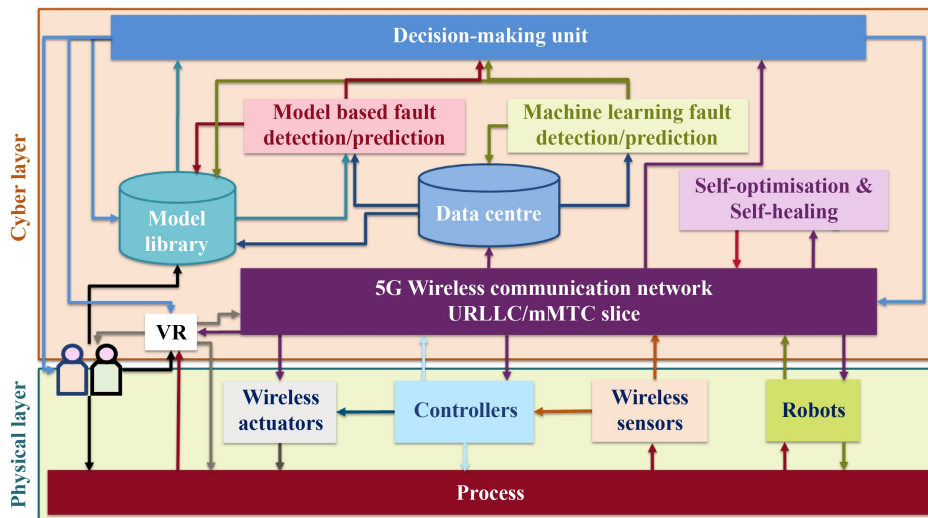 Cyber layer
Decision-making unit
Model based fault
detection/prediction
Machine learning fault
detection/prediction
Model
library
Data centre
Self-optimisation &
Self-healing
5G Wireless communication network
URLLC/mMTC slice
VR
Physical layer
Wireless
actuators
Controllers
Wireless
sensors
Robots
Process